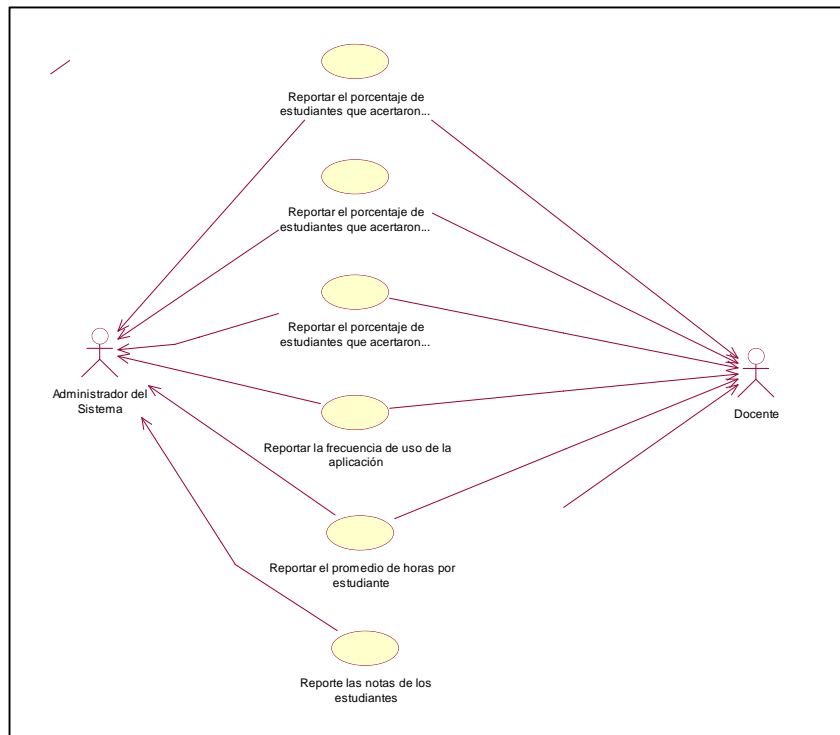 Reportar el porcentaje de
estudiantes que acertaron...
Reportar el porcentaje de
estudiantes que acertaron...
Reportar el porcentaje de
estudiantes que acertaron...
Administrador del
Sistema
Docente
Reportar la frecuencia de uso de la
aplicación
Reportar el promedio de horas por
estudiante
Reporte las notas de los
estudiantes